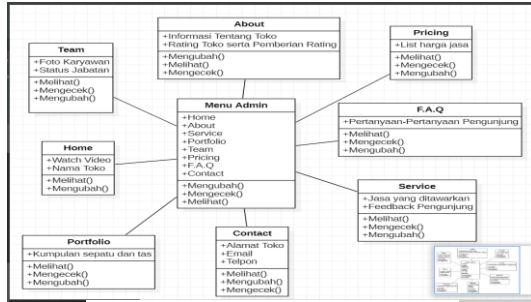 About
+Informasi Tentang Toko
+Rating Toko serta Pemberian Rating
+Mengubah()
+Melihat()
+Mengecek()
Pricing
+List harga jasa
+Melihat()
+Mengecek()
+Mengubah()
Team
+Foto Karyawan
+Status Jabatan
+Melihat()
+Mengecek()
+Mengubah()
Menu Admin
+Home
+About
+Service
+Portfolio
+Team
+Pricing
+F.A.Q
+Contact
+Mengubah()
+Mengecek()
+Melihat()
F.A.Q
+Pertanyaan-Pertanyaan Pengunjung
+Melihat()
+Mengecek()
+Mengubah()
Home
+Watch Video
+Nama Toko
+Melihat()
+Mengubah()
Service
+Jasa yang ditawarkan
+Feedback Pengunjung
+Melihat()
+Mengecek()
+Mengubah()
Portfolio
+Kumpulan sepatu dan tas
+Melihat()
+Mengecek()
+Mengubah()
Contact
+Alamat Toko
+Email
+Telpon
+Melihat()
+Mengubah()
+Mengecek()